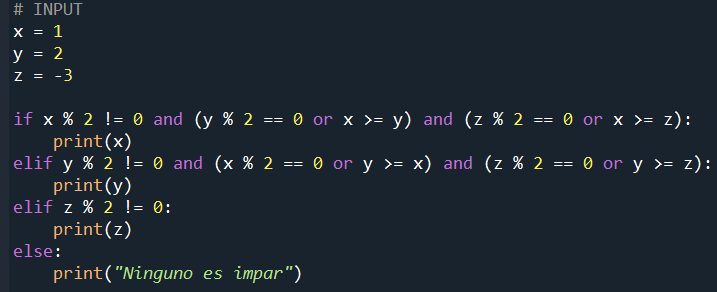 # INPUT
x = 1
y = 2
z = -3

if x % 2 != 0 and (y % 2 == 0 or x >= y) and (z % 2 == 0 or x >= z):
    print(x)
elif y % 2 != 0 and (x % 2 == 0 or y >= x) and (z % 2 == 0 or y >= z):
    print(y)
elif z % 2 != 0:
    print(z)
else:
    print("Ninguno es impar")